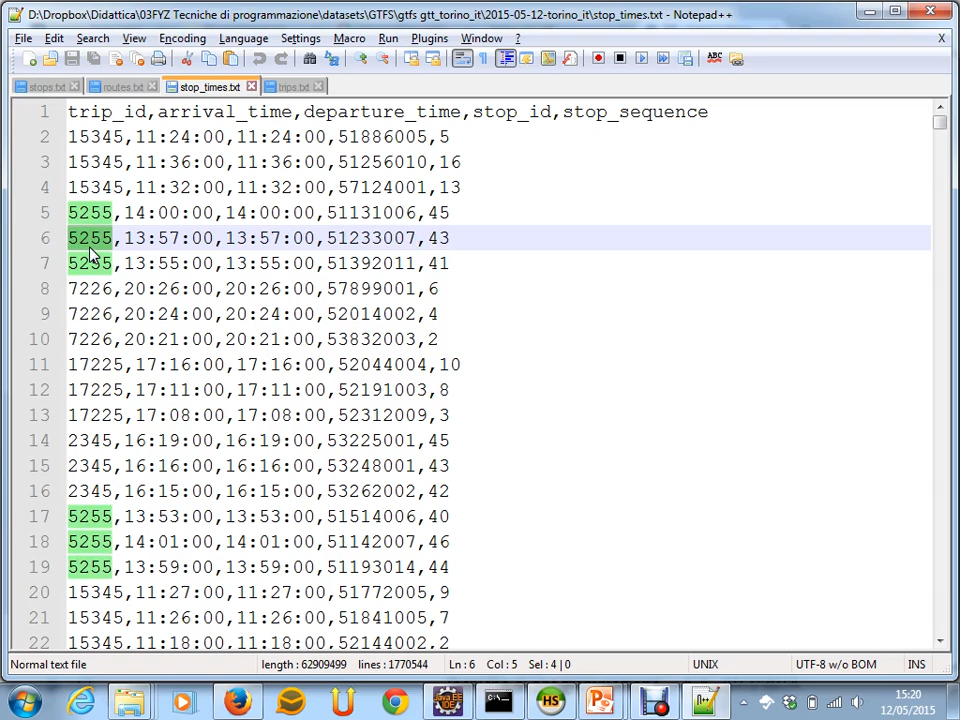 D:\Dropbox\Didattica\03FYZ Tecniche di programmazione\datasets\GTFS\gtfs gtt_torino_it\2015-05-12-torino_it\stop_times.txt - Notepad++
File Edit Search View Encoding Language Settings Macro Run Plugins Window ? X
ABC
stops.txt routes.txt stop_times.txt trips.txt
1 trip_id,arrival_time,departure_time,stop_id,stop_sequence
2 15345,11:24:00,11:24:00,51886005,5
3 15345,11:36:00,11:36:00,51256010,16
4 15345,11:32:00,11:32:00,57124001,13
5 5255,14:00:00,14:00:00,51131006,45
6 5255,13:57:00,13:57:00,51233007,43
7 5255,13:55:00,13:55:00,51392011,41
8 7226,20:26:00,20:26:00,57899001,6
9 7226,20:24:00,20:24:00,52014002,4
10 7226,20:21:00,20:21:00,53832003,2
11 17225,17:16:00,17:16:00,52044004,10
12 17225,17:11:00,17:11:00,52191003,8
13 17225,17:08:00,17:08:00,52312009,3
14 2345,16:19:00,16:19:00,53225001,45
15 2345,16:16:00,16:16:00,53248001,43
16 2345,16:15:00,16:15:00,53262002,42
17 5255,13:53:00,13:53:00,51514006,40
18 5255,14:01:00,14:01:00,51142007,46
19 5255,13:59:00,13:59:00,51193014,44
20 15345,11:27:00,11:27:00,51772005,9
21 15345,11:26:00,11:26:00,51841005,7
22 15345,11:18:00,11:18:00,52144002,2
Normal text file length : 62909499 lines : 1770544 Ln : 6 Col : 5 Sel : 4 | 0 UNIX UTF-8 w/o BOM INS
Java EE
IDE
C:\
HS
15:20
12/05/2015